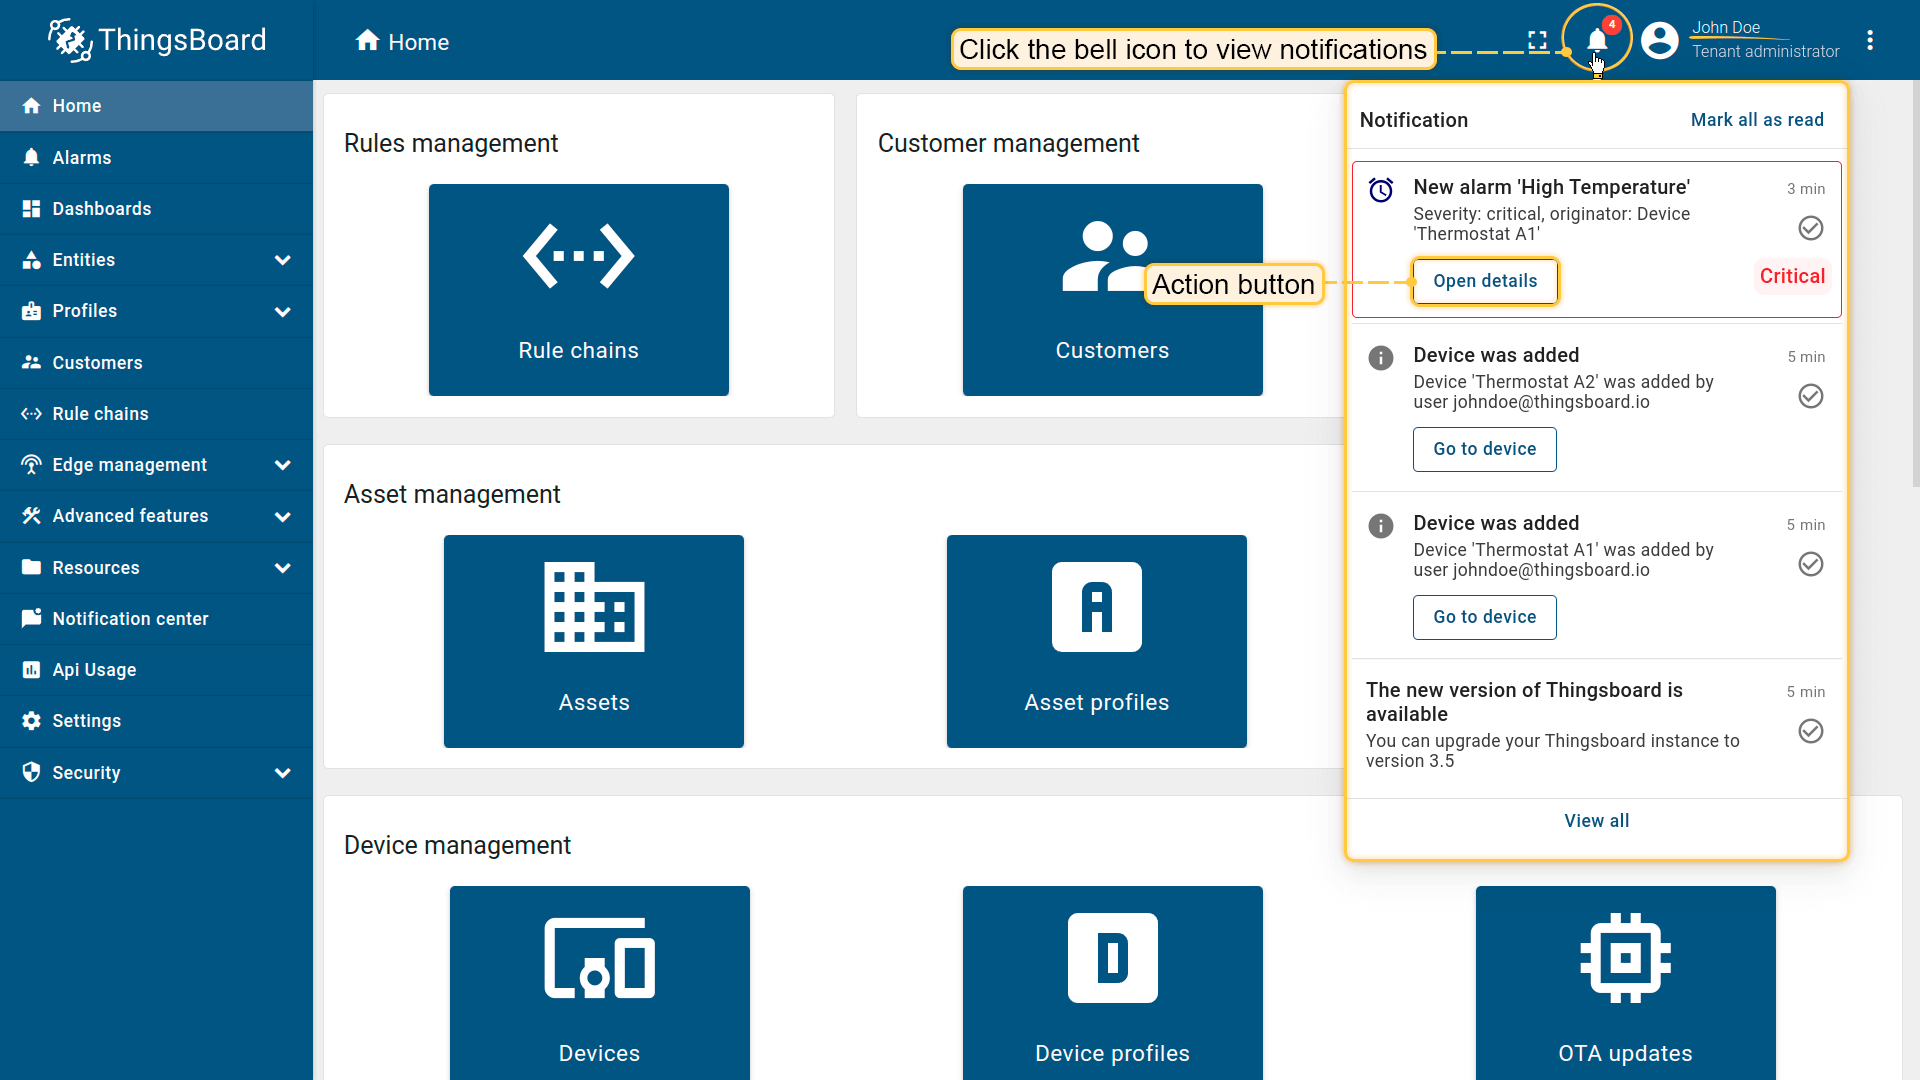 ThingsBoard
Home
Click the bell icon to view notifications
4
John Doe
Tenant administrator
Home
Alarms
Dashboards
Entities
Profiles
Customers
Rule chains
Edge management
Advanced features
Resources
Notification center
Api Usage
Settings
Security
Rules management
Rule chains
Customer management
Customers
Asset management
Assets
A
Asset profiles
Device management
Devices
D
Device profiles
OTA updates
Notification
Mark all as read
New alarm 'High Temperature'
3 min
Severity: critical, originator: Device
'Thermostat A1'
Action button
Open details
Critical
Device was added
5 min
Device 'Thermostat A2' was added by
user johndoe@thingsboard.io
Go to device
Device was added
5 min
Device 'Thermostat A1' was added by
user johndoe@thingsboard.io
Go to device
The new version of Thingsboard is
available
5 min
You can upgrade your Thingsboard instance to
version 3.5
View all